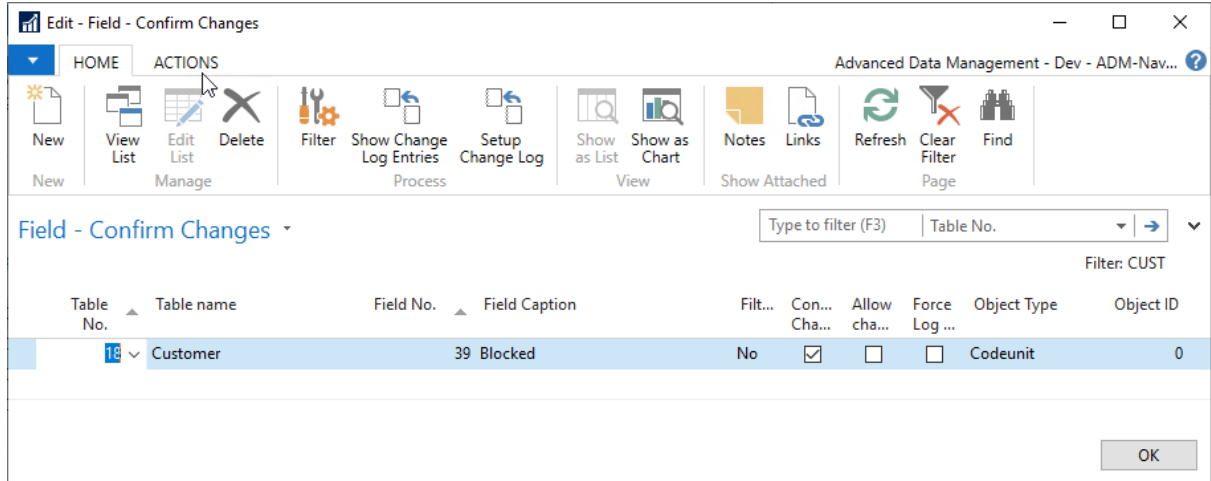 Edit - Field - Confirm Changes
HOME ACTIONS Advanced Data Management - Dev - ADM-Nav...
New View List Edit List Delete Filter Show Change Log Entries Setup Change Log Show as List Show as Chart Notes Links Refresh Clear Filter Find
New Manage Process View Show Attached Page
Field - Confirm Changes Type to filter (F3) Table No.
Filter: CUST
Table No. Table name Field No. Field Caption Filt... Con... Cha... Allow cha... Force Log ... Object Type Object ID
18 Customer 39 Blocked No Codeunit 0
OK